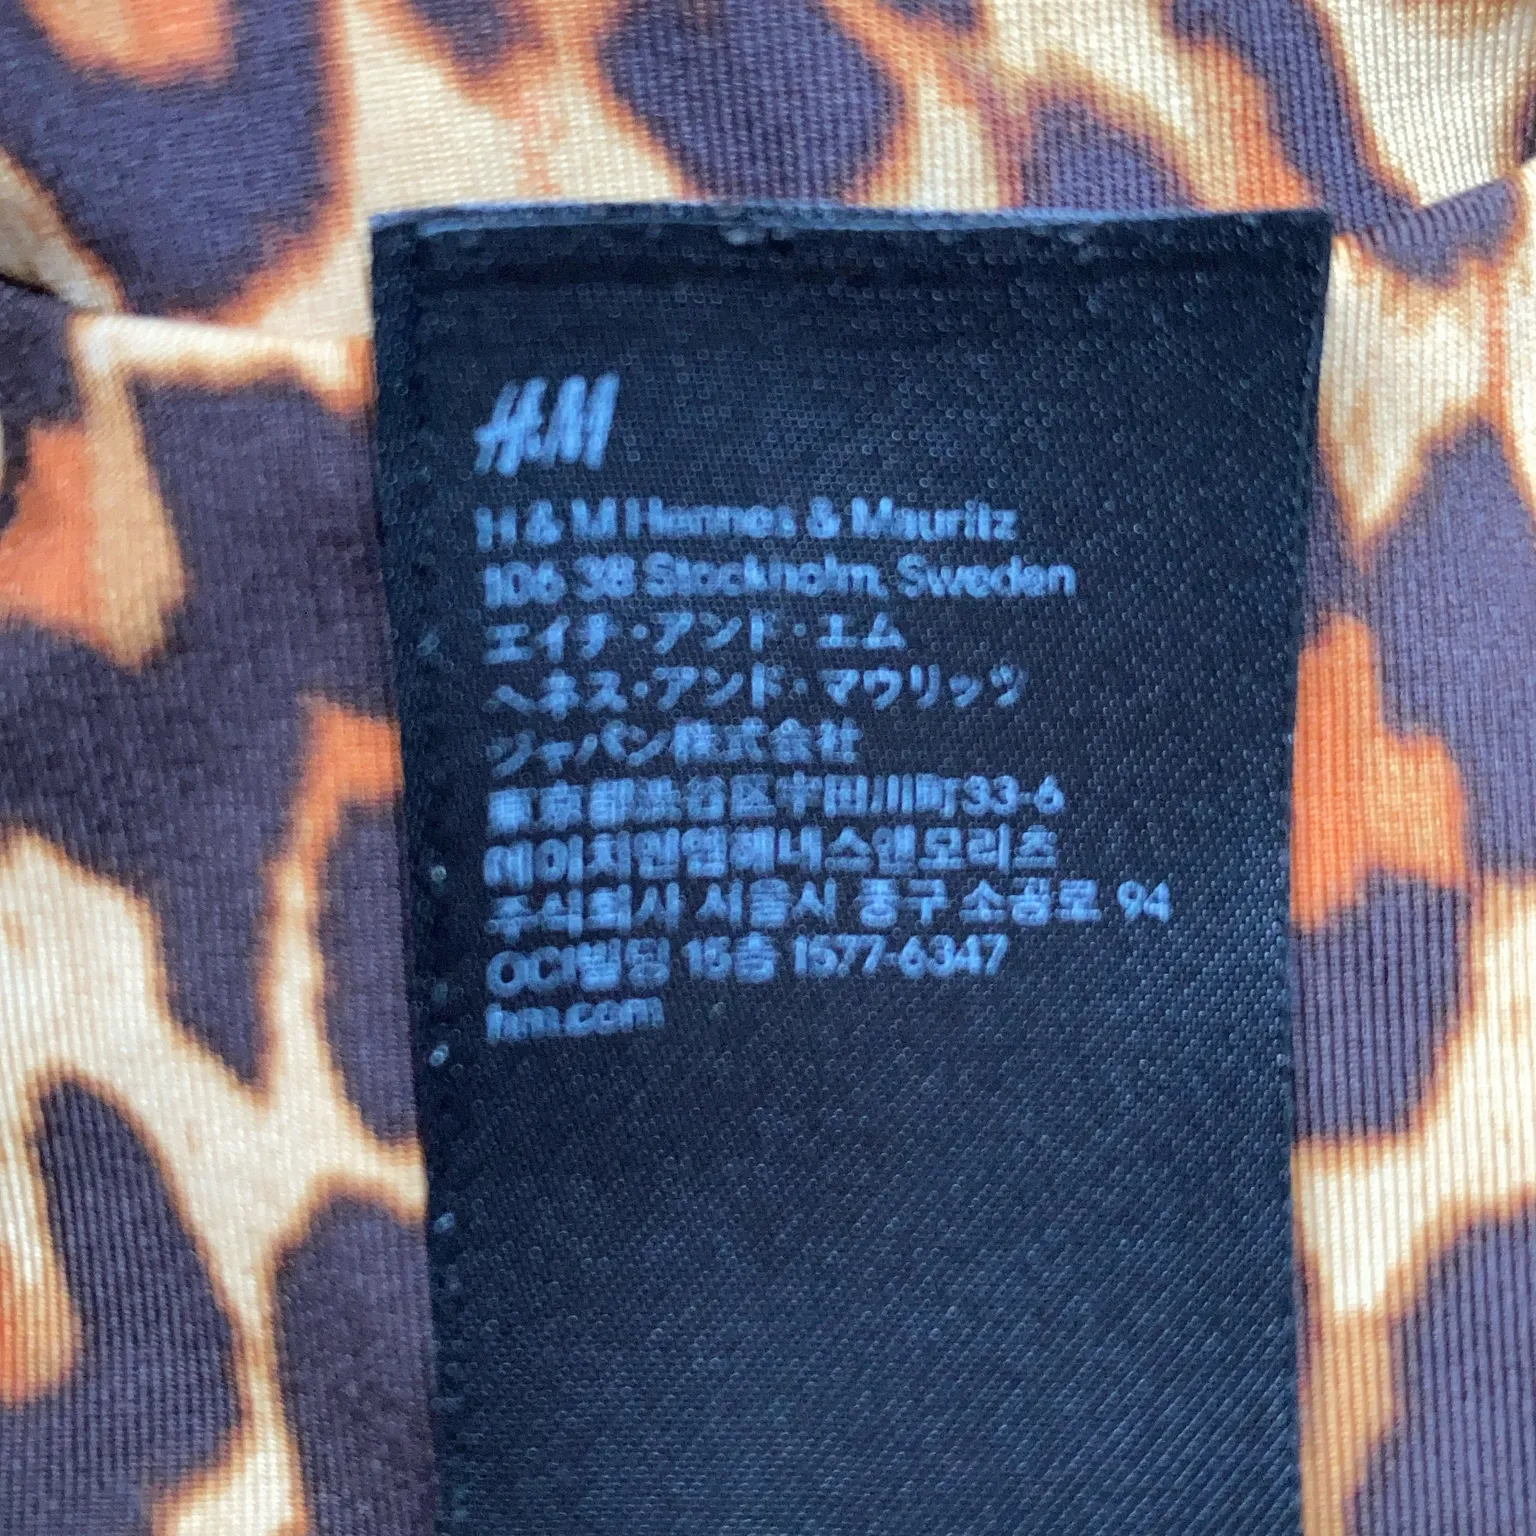 H&M
H & M Hennes & Mauritz
106 38 Stockholm, Sweden
エイチ・アンド・エム
ヘネス・アンド・マウリッツ
ジャパン株式会社
東京都渋谷区宇田川町33-6
에이치앤엠헤네스앤모리츠
주식회사 서울시 중구 소공로 94
OCI빌딩 15층 1577-6347
hm.com